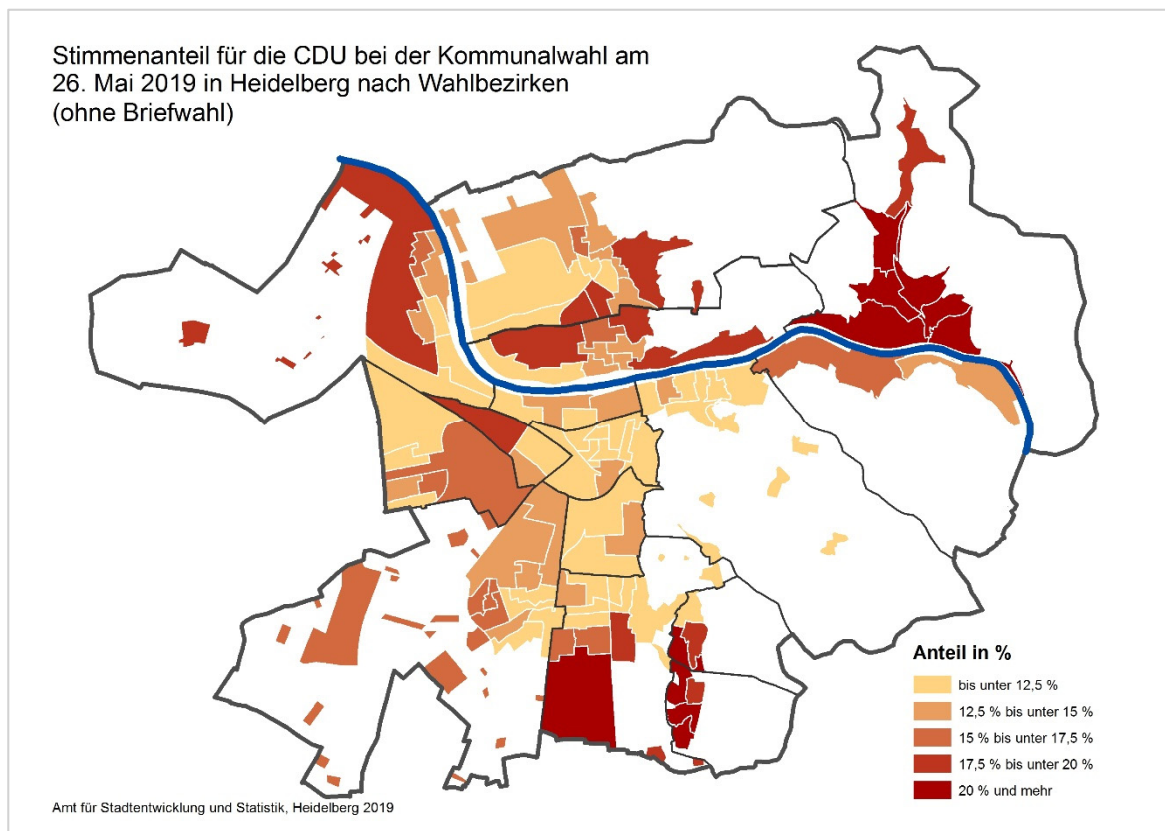 Stimmenanteil für die CDU bei der Kommunalwahl am
26. Mai 2019 in Heidelberg nach Wahlbezirken
(ohne Briefwahl)
Anteil in %
bis unter 12,5 %
12,5 % bis unter 15 %
15 % bis unter 17,5 %
17,5 % bis unter 20 %
20 % und mehr
Amt für Stadtentwicklung und Statistik, Heidelberg 2019